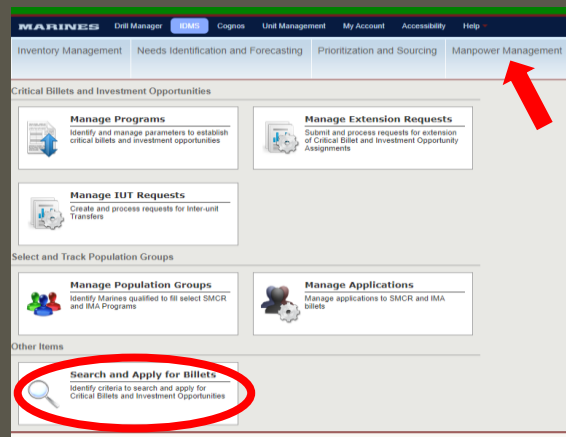 MARINES Drill Manager IDMS Cognos Unit Management My Account Accessibility Help
Inventory Management Needs Identification and Forecasting Prioritization and Sourcing Manpower Management
Critical Billets and Investment Opportunities
Manage Programs
Identify and manage parameters to establish
critical billets and investment opportunities
Manage Extension Requests
Submit and process requests for extension
of Critical Billet and Investment Opportunity
Assignments
Manage IUT Requests
Create and process requests for Inter-unit
Transfers
Select and Track Population Groups
Manage Population Groups
Identify Marines qualified to fill select SMCR
and IMA Programs
Manage Applications
Manage applications to SMCR and IMA
billets
Other Items
Search and Apply for Billets
Identify criteria to search and apply for
Critical Billets and Investment Opportunities